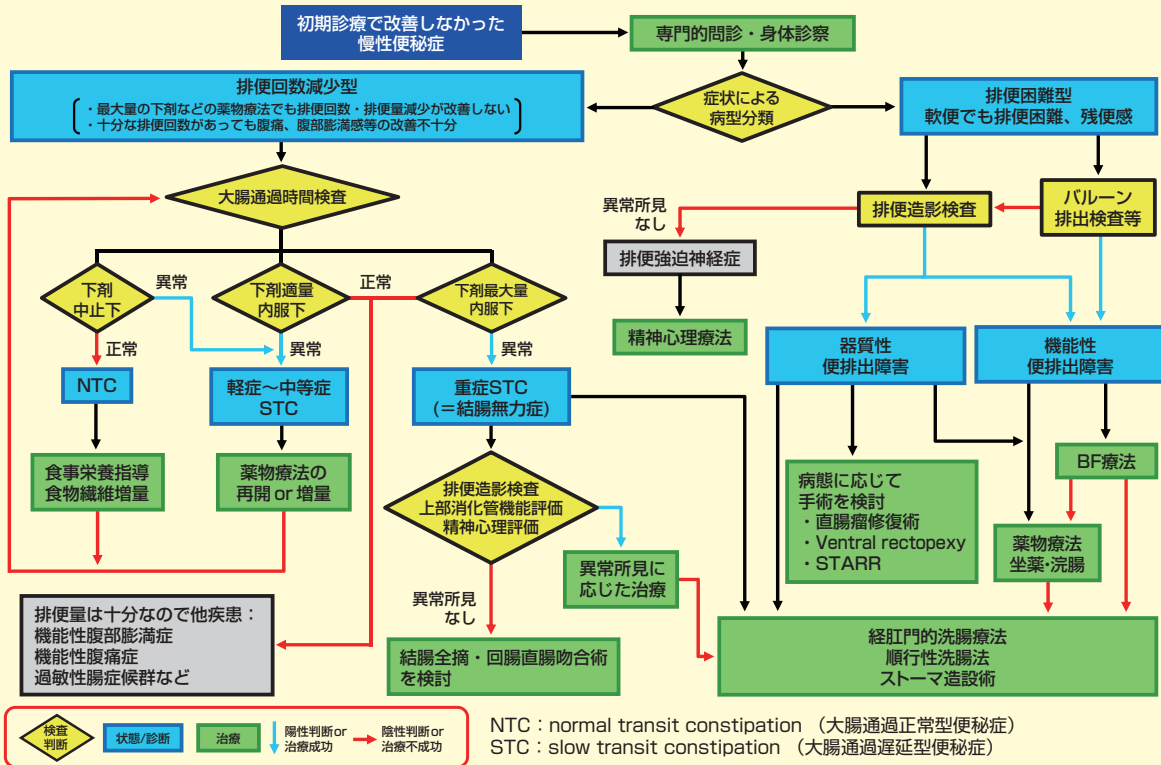 初期診療で改善しなかった
慢性便秘症
専門的問診・身体診察
排便回数減少型
・最大量の下剤などの薬物療法でも排便回数・排便量減少が改善しない
・十分な排便回数があっても腹痛、腹部膨満感等の改善不十分
症状による
病型分類
排便困難型
軟便でも排便困難、残便感
大腸通過時間検査
異常所見
なし
排便造影検査
バルーン
排出検査等
排便強迫神経症
下剤
中止下
異常
下剤適量
内服下
正常
下剤最大量
内服下
精神心理療法
正常
異常
異常
器質性
便排出障害
機能性
便排出障害
NTC
軽症～中等症
STC
重症STC
(＝結腸無力症)
食事栄養指導
食物繊維増量
薬物療法の
再開 or 増量
排便造影検査
上部消化管機能評価
精神心理評価
病態に応じて
手術を検討
・直腸瘤修復術
・Ventral rectopexy
・STARR
BF療法
薬物療法
坐薬・浣腸
異常所見に
応じた治療
異常所見
なし
排便量は十分なので他疾患：
機能性腹部膨満症
機能性腹痛症
過敏性腸症候群など
結腸全摘・回腸直腸吻合術
を検討
経肛門的洗腸療法
順行性洗腸法
ストーマ造設術
検査
判断
状態/診断
治療
陽性判断or
治療成功
陰性判断or
治療不成功
NTC：normal transit constipation （大腸通過正常型便秘症）
STC：slow transit constipation （大腸通過遅延型便秘症）